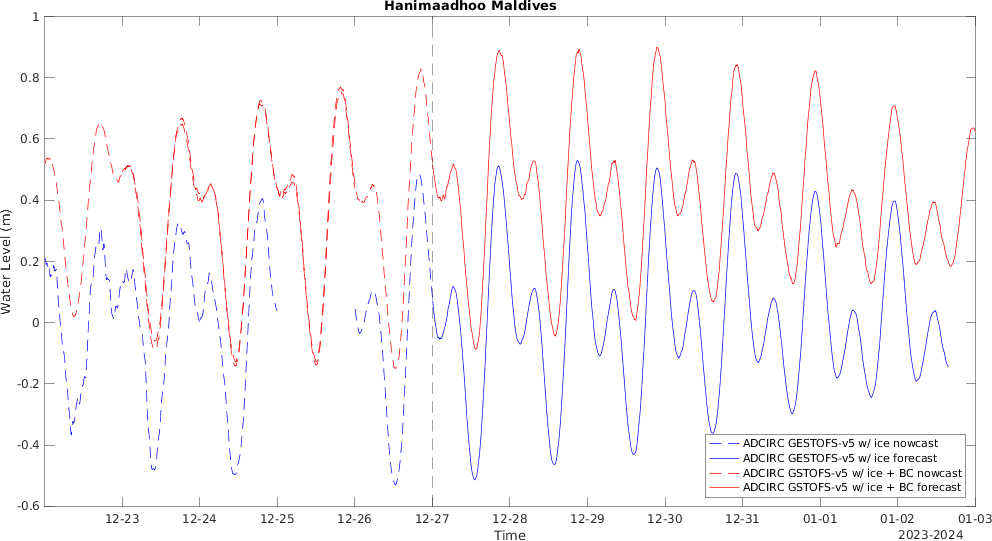 Hanimaadhoo Maldives
1
0.8
0.6
0.4
0.2
0
-0.2
-0.4
-0.6
Water Level (m)
ADCIRC GESTOFS-v5 w/ ice nowcast
ADCIRC GESTOFS-v5 w/ ice forecast
ADCIRC GSTOFS-v5 w/ ice + BC nowcast
ADCIRC GSTOFS-v5 w/ ice + BC forecast
12-23 12-24 12-25 12-26 12-27 12-28 12-29 12-30 12-31 01-01 01-02 01-03
Time
2023-2024